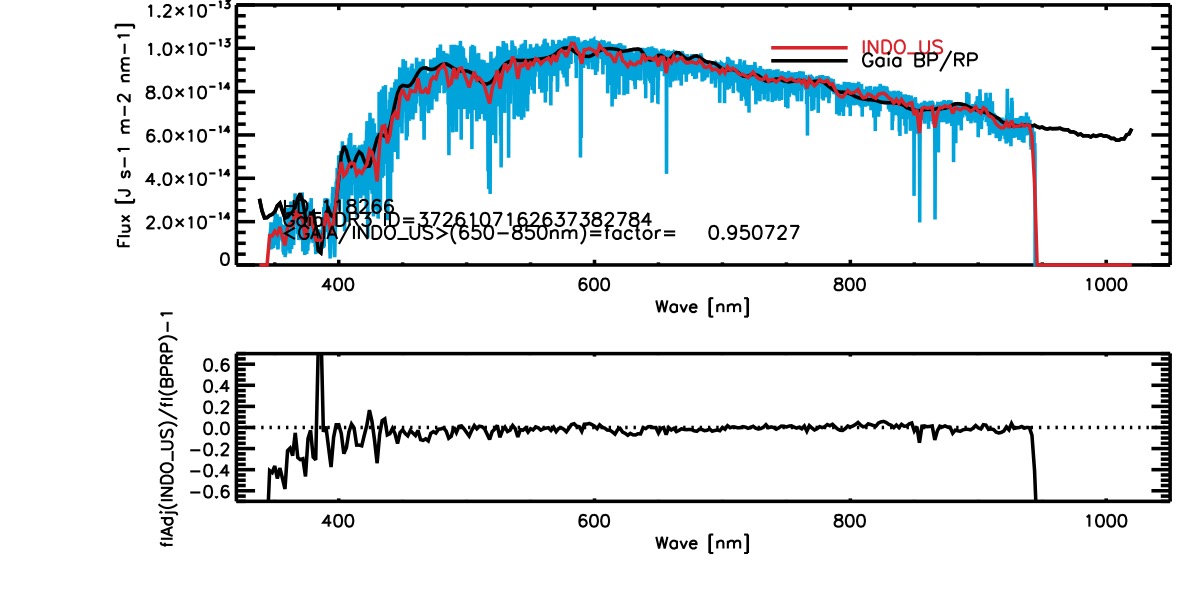 1.2×10−13
1.0×10−13
8.0×10−14
6.0×10−14
4.0×10−14
2.0×10−14
0
Flux [J s−1 m−2 nm−1]
INDO_US
Gaia BP/RP
HD_118266
Gaia DR3 ID=3726107162637382784
<GAIA/INDO_US>(650−850nm)=factor= 0.950727
400 600 800 1000
Wave [nm]
flAdj(INDO_US)/fl(BPRP)−1
0.6
0.4
0.2
0.0
−0.2
−0.4
−0.6
400 600 800 1000
Wave [nm]